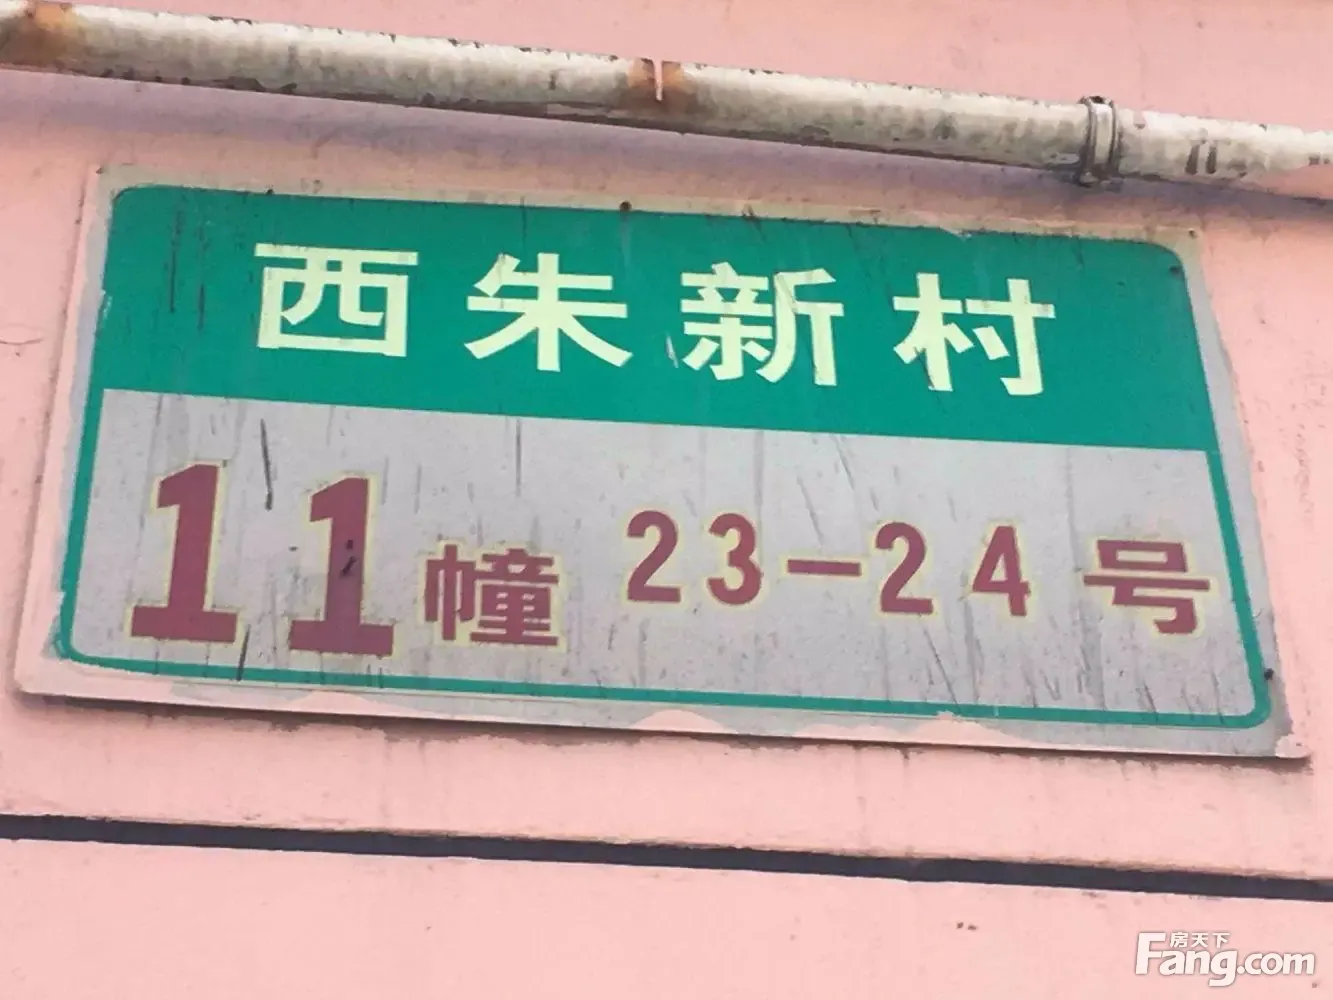 西朱新村
11幢 23-24号
房天下
Fang.com